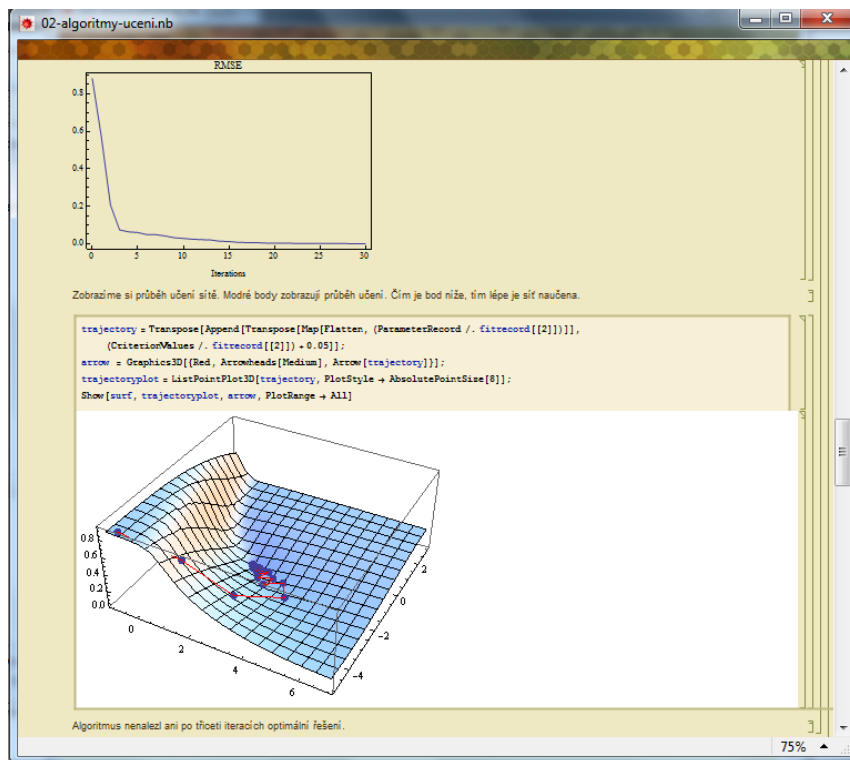 02-algoritmy-uceni.nb
RMSE
0.8
0.6
0.4
0.2
0.0
0 5 10 15 20 25 30
Iterations
Zobrazíme si průběh učení sítě. Modré body zobrazují průběh učení. Čím je bod níže, tím lépe je síť naučena.
trajectory = Transpose[Append[Transpose[Map[Flatten, (ParameterRecord /. fitrecord[[2]])]],
(CriterionValues /. fitrecord[[2]]) + 0.05]];
arrow = Graphics3D[{Red, Arrowheads[Medium], Arrow[trajectory]}];
trajectoryplot = ListPointPlot3D[trajectory, PlotStyle → AbsolutePointSize[8]];
Show[surf, trajectoryplot, arrow, PlotRange → All]
0.8
0.6
0.4
0.2
0.0
0
2
4
6
2
0
-2
-4
Algoritmus nenalezl ani po třiceti iteracích optimální řešení.
75%